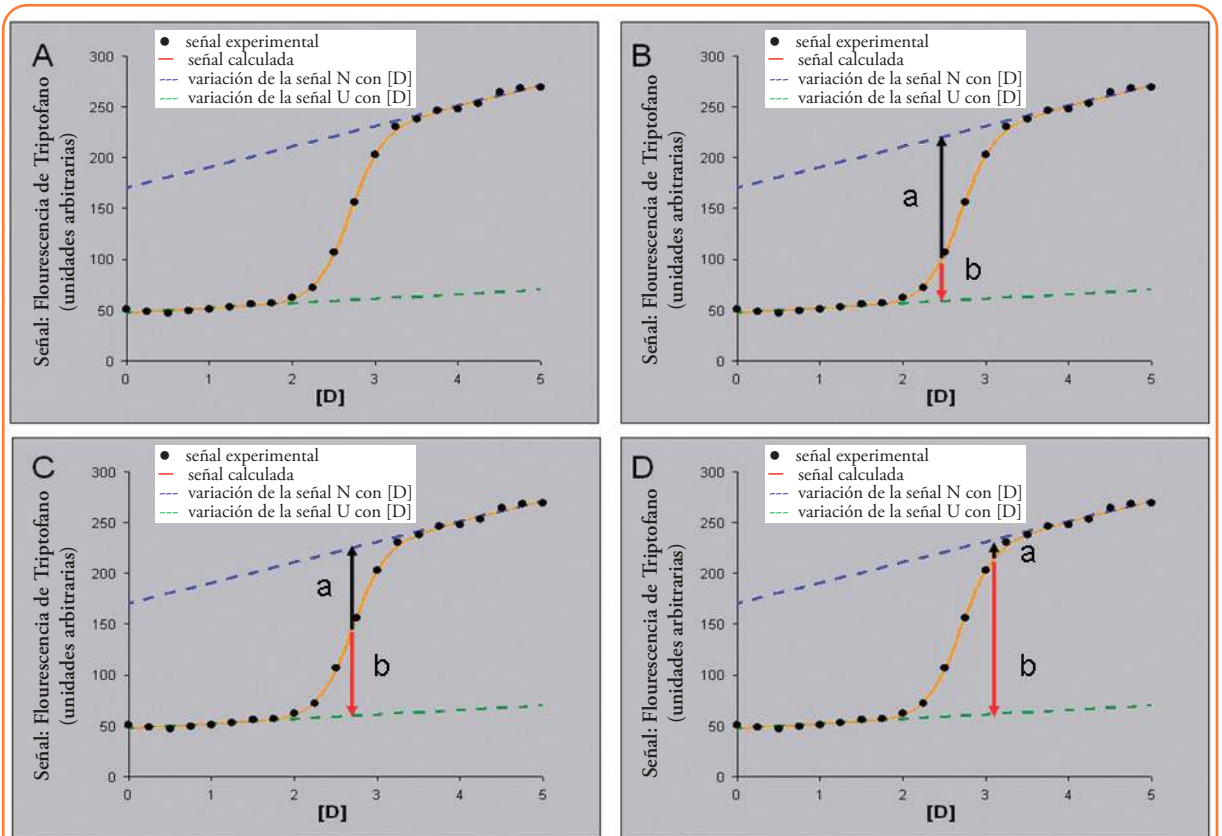 A
● señal experimental
señal calculada
variación de la señal N con [D]
variación de la señal U con [D]
Señal: Flourescencia de Triptofano
(unidades arbitrarias)
300
250
200
150
100
50
0
0 1 2 3 4 5
[D]
B
● señal experimental
señal calculada
variación de la señal N con [D]
variación de la señal U con [D]
Señal: Flourescencia de Triptofano
(unidades arbitrarias)
300
250
200
150
100
50
0
a
b
0 1 2 3 4 5
[D]
C
● señal experimental
señal calculada
variación de la señal N con [D]
variación de la señal U con [D]
Señal: Flourescencia de Triptofano
(unidades arbitrarias)
300
250
200
150
100
50
0
a
b
0 1 2 3 4 5
[D]
D
● señal experimental
señal calculada
variación de la señal N con [D]
variación de la señal U con [D]
Señal: Flourescencia de Triptofano
(unidades arbitrarias)
300
250
200
150
100
50
0
a
b
0 1 2 3 4 5
[D]